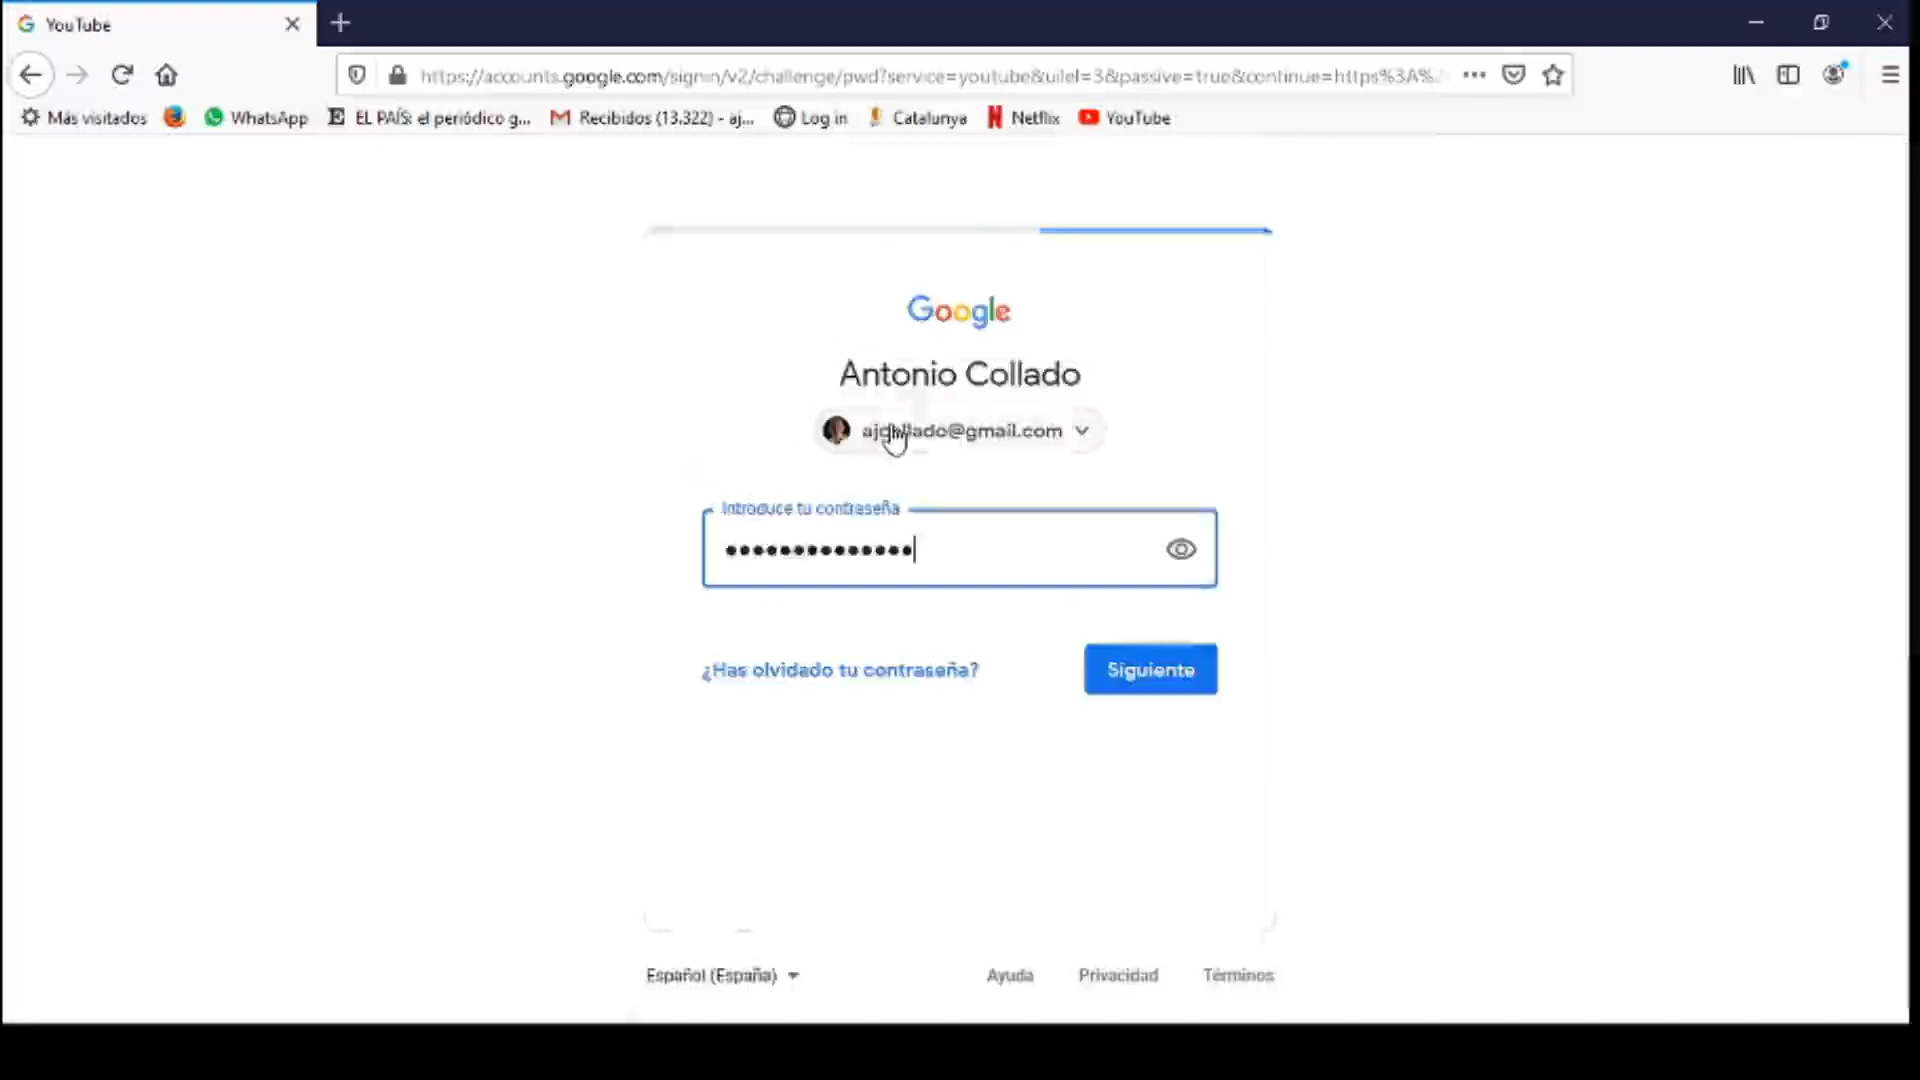 YouTube
https://accounts.google.com/signin/v2/challenge/pwd?service=youtube&uilel=3&passive=true&continue=https%3A%2
Más visitados
WhatsApp
EL PAÍS: el periódico g...
Recibidos (13.322) - aj...
Log in
Catalunya
Netflix
YouTube
Google
Antonio Collado
Introduce tu contraseña
¿Has olvidado tu contraseña?
Siguiente
Español (España)
Ayuda
Privacidad
Términos